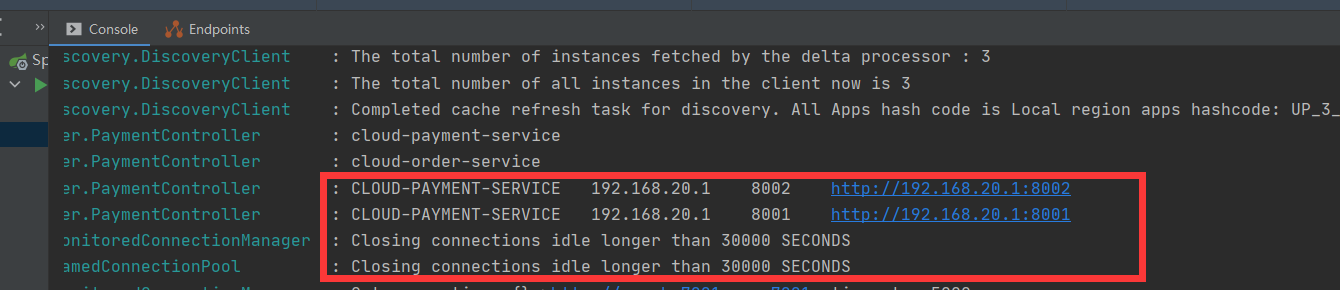 Console Endpoints
Sp
scovery.DiscoveryClient : The total number of instances fetched by the delta processor : 3
scovery.DiscoveryClient : The total number of all instances in the client now is 3
scovery.DiscoveryClient : Completed cache refresh task for discovery. All Apps hash code is Local region apps hashcode: UP_3_
er.PaymentController : cloud-payment-service
er.PaymentController : cloud-order-service
er.PaymentController : CLOUD-PAYMENT-SERVICE 192.168.20.1 8002 http://192.168.20.1:8002
er.PaymentController : CLOUD-PAYMENT-SERVICE 192.168.20.1 8001 http://192.168.20.1:8001
onitoredConnectionManager : Closing connections idle longer than 30000 SECONDS
amedConnectionPool : Closing connections idle longer than 30000 SECONDS